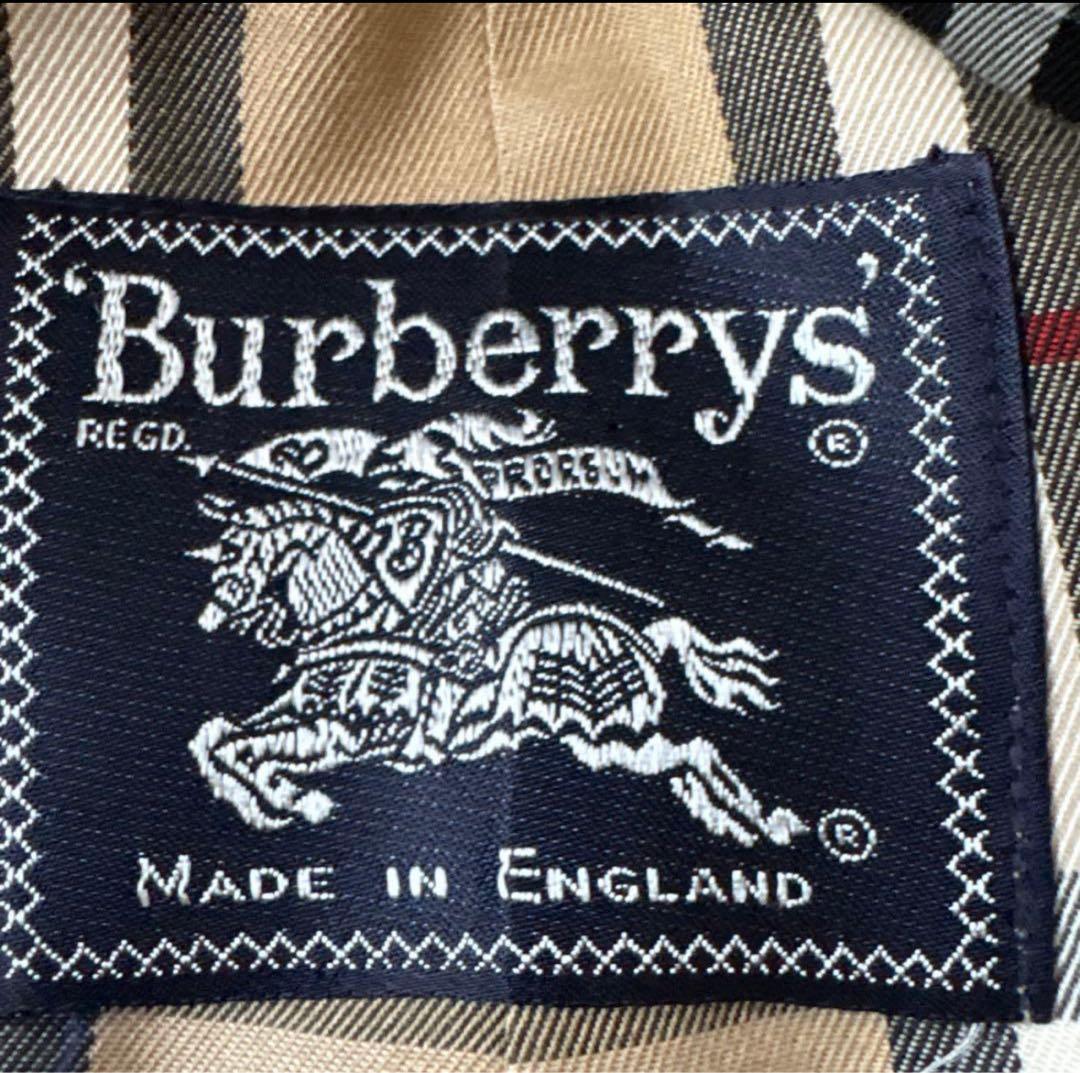 'Burberrys'
REGD.
®
PRORSUM
B
®
MADE IN ENGLAND